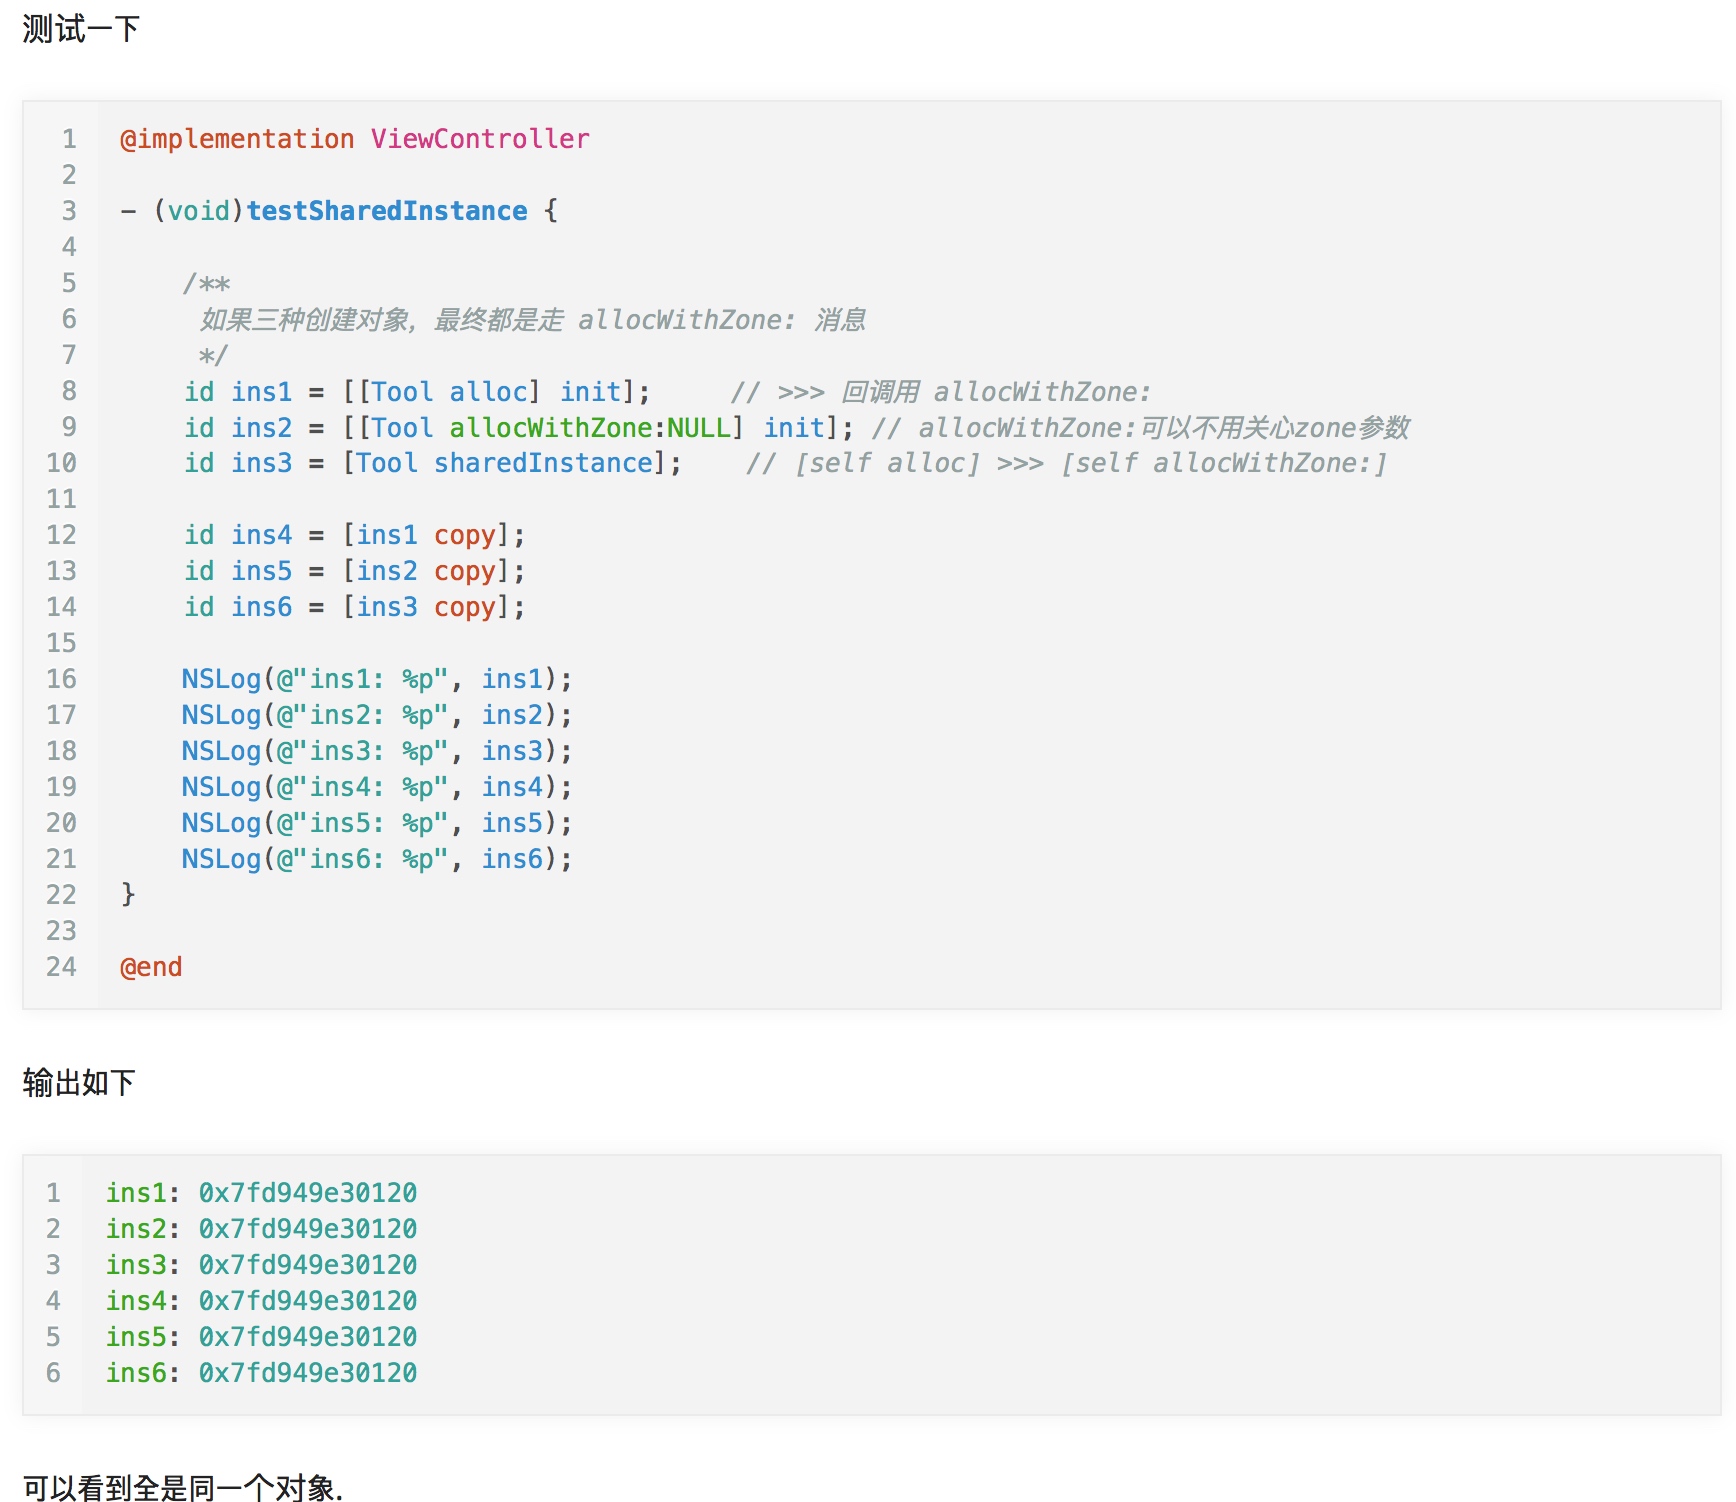 测试一下
1 @implementation ViewController
2
3 - (void)testSharedInstance {
4
5     /**
6      如果三种创建对象, 最终都是走 allocWithZone: 消息
7      */
8     id ins1 = [[Tool alloc] init];     // >>> 回调用 allocWithZone:
9     id ins2 = [[Tool allocWithZone:NULL] init]; // allocWithZone:可以不用关心zone参数
10     id ins3 = [Tool sharedInstance];    // [self alloc] >>> [self allocWithZone:]
11
12     id ins4 = [ins1 copy];
13     id ins5 = [ins2 copy];
14     id ins6 = [ins3 copy];
15
16     NSLog(@"ins1: %p", ins1);
17     NSLog(@"ins2: %p", ins2);
18     NSLog(@"ins3: %p", ins3);
19     NSLog(@"ins4: %p", ins4);
20     NSLog(@"ins5: %p", ins5);
21     NSLog(@"ins6: %p", ins6);
22 }
23
24 @end
输出如下
1 ins1: 0x7fd949e30120
2 ins2: 0x7fd949e30120
3 ins3: 0x7fd949e30120
4 ins4: 0x7fd949e30120
5 ins5: 0x7fd949e30120
6 ins6: 0x7fd949e30120
可以看到全是同一个对象.